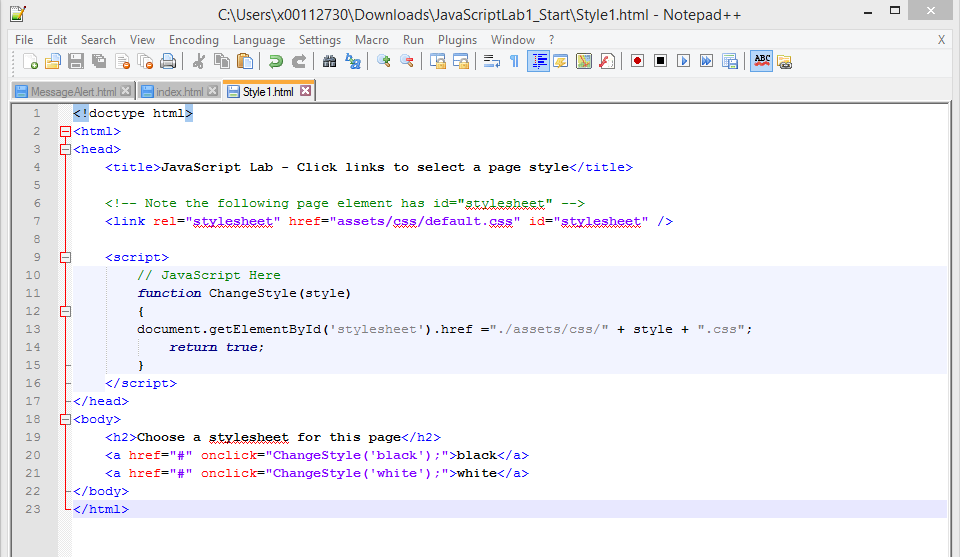 C:\Users\x00112730\Downloads\JavaScriptLab1_Start\Style1.html - Notepad++
File Edit Search View Encoding Language Settings Macro Run Plugins Window ? X
ABC
MessageAlert.html index.html Style1.html
1 <!doctype html>
2 <html>
3 <head>
4 <title>JavaScript Lab - Click links to select a page style</title>
5
6 <!-- Note the following page element has id="stylesheet" -->
7 <link rel="stylesheet" href="assets/css/default.css" id="stylesheet" />
8
9 <script>
10 // JavaScript Here
11 function ChangeStyle(style)
12 {
13 document.getElementById('stylesheet').href ="./assets/css/" + style + ".css";
14 return true;
15 }
16 </script>
17 </head>
18 <body>
19 <h2>Choose a stylesheet for this page</h2>
20 <a href="#" onclick="ChangeStyle('black');">black</a>
21 <a href="#" onclick="ChangeStyle('white');">white</a>
22 </body>
23 </html>